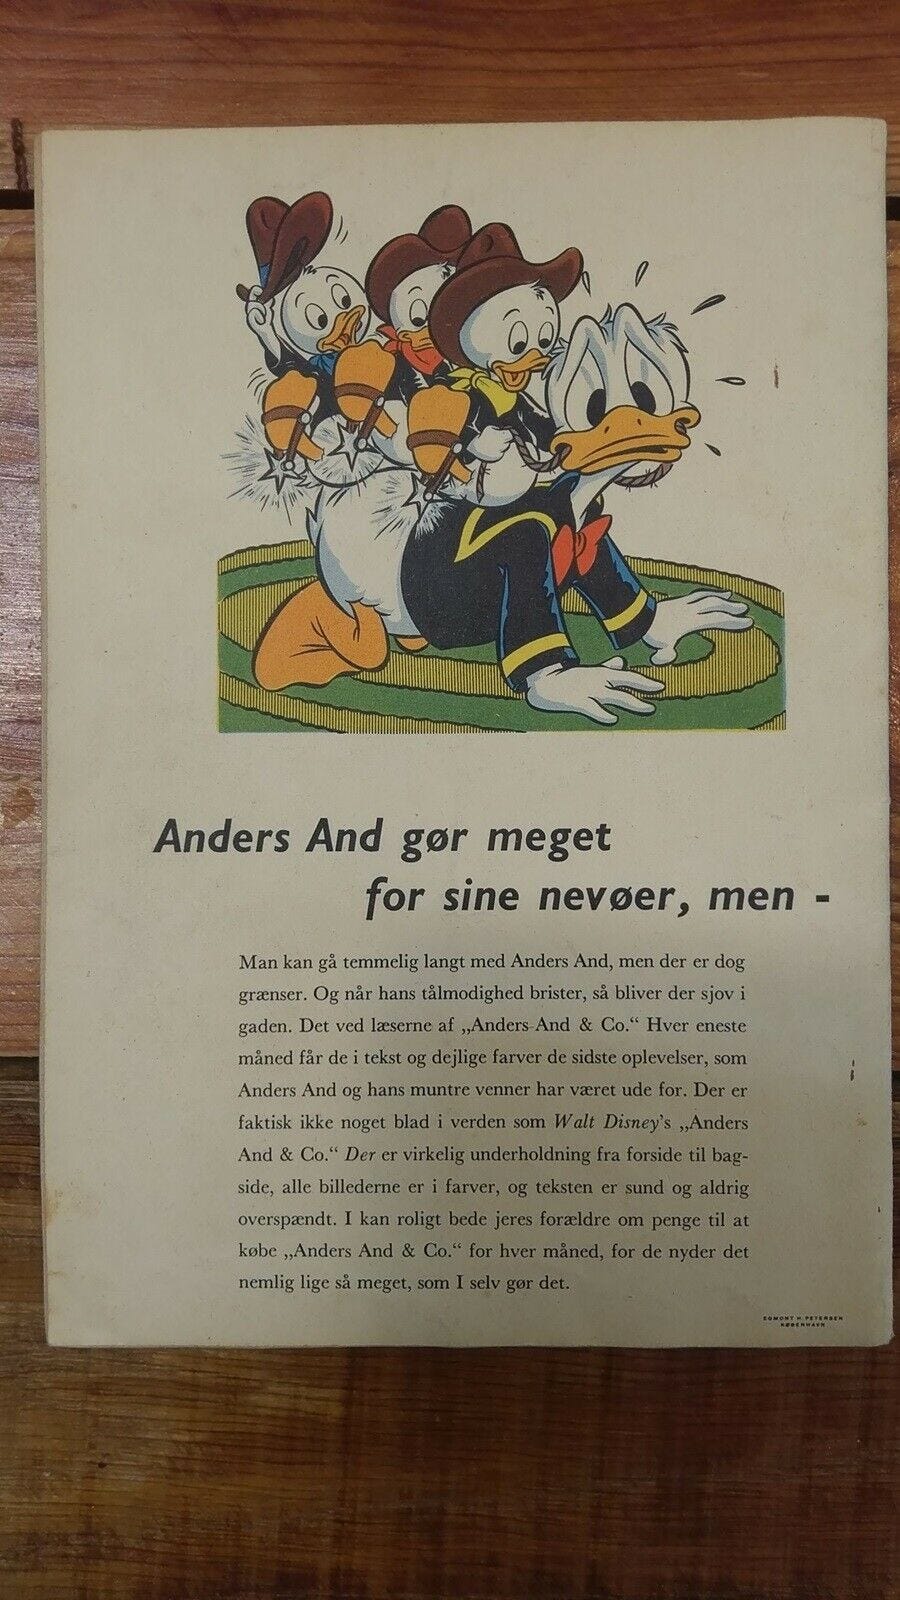 Anders And gør meget
for sine nevøer, men -
Man kan gå temmelig langt med Anders And, men der er dog
grænser. Og når hans tålmodighed brister, så bliver der sjov i
gaden. Det ved læserne af „Anders And & Co.“ Hver eneste
måned får de i tekst og dejlige farver de sidste oplevelser, som
Anders And og hans muntre venner har været ude for. Der er
faktisk ikke noget blad i verden som Walt Disney's „Anders
And & Co.“ Der er virkelig underholdning fra forside til bag-
side, alle billederne er i farver, og teksten er sund og aldrig
overspændt. I kan roligt bede jeres forældre om penge til at
købe „Anders And & Co.“ for hver måned, for de nyder det
nemlig lige så meget, som I selv gør det.
EGMONT H. PETERSEN
KØBENHAVN